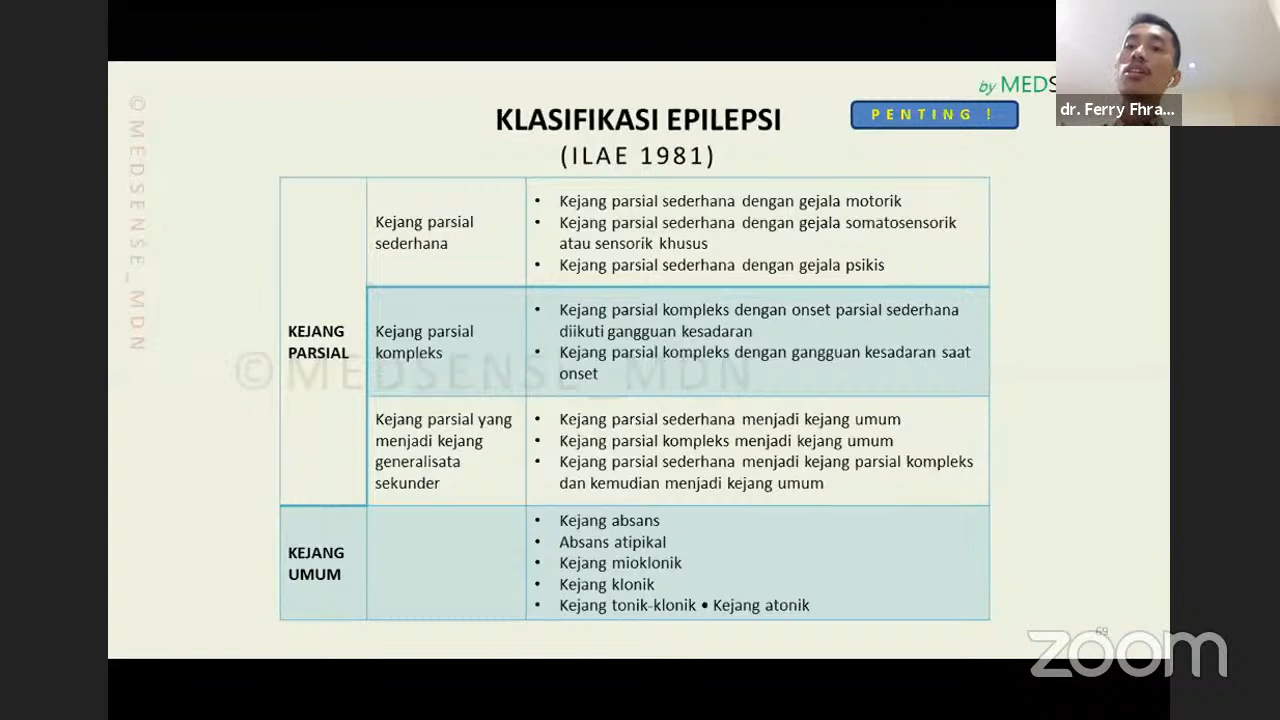 by MEDS
PENTING !
dr. Ferry Fhra...
KLASIFIKASI EPILEPSI
(ILAE 1981)
©MEDSENSE_MDN
KEJANG
PARSIAL
Kejang parsial
sederhana
• Kejang parsial sederhana dengan gejala motorik
• Kejang parsial sederhana dengan gejala somatosensorik
atau sensorik khusus
• Kejang parsial sederhana dengan gejala psikis
Kejang parsial
kompleks
• Kejang parsial kompleks dengan onset parsial sederhana
diikuti gangguan kesadaran
• Kejang parsial kompleks dengan gangguan kesadaran saat
onset
©MEDSENSE_MDN
Kejang parsial yang
menjadi kejang
generalisata
sekunder
• Kejang parsial sederhana menjadi kejang umum
• Kejang parsial kompleks menjadi kejang umum
• Kejang parsial sederhana menjadi kejang parsial kompleks
dan kemudian menjadi kejang umum
KEJANG
UMUM
• Kejang absans
• Absans atipikal
• Kejang mioklonik
• Kejang klonik
• Kejang tonik-klonik • Kejang atonik
69
zoom